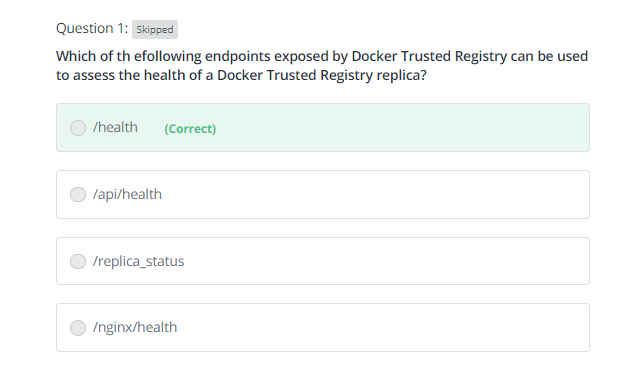 Question 1: Skipped
Which of th efollowing endpoints exposed by Docker Trusted Registry can be used
to assess the health of a Docker Trusted Registry replica?
/health (Correct)
/api/health
/replica_status
/nginx/health